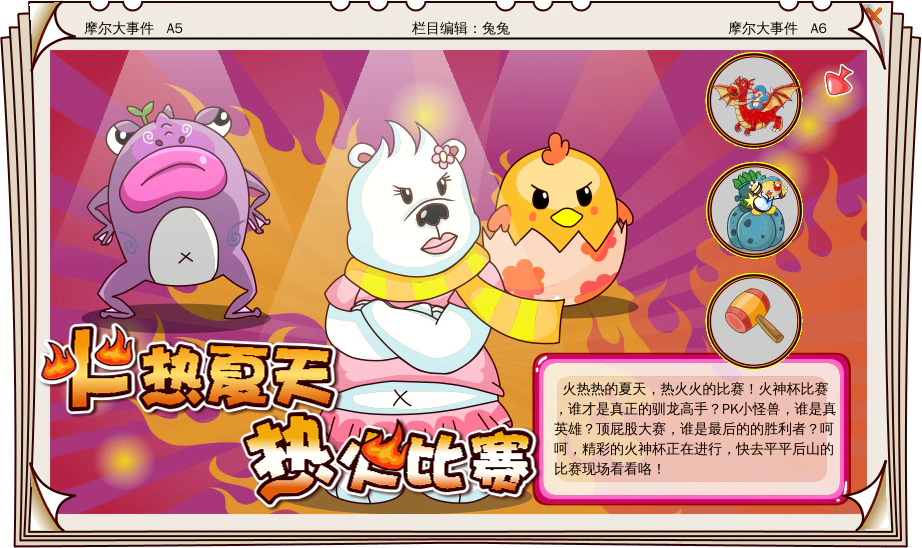 摩尔大事件 A5
栏目编辑：兔兔
摩尔大事件 A6
火热夏天
热火比赛
火热热的夏天，热火火的比赛！火神杯比赛
，谁才是真正的驯龙高手？PK小怪兽，谁是真
英雄？顶屁股大赛，谁是最后的的胜利者？呵
呵，精彩的火神杯正在进行，快去平平后山的
比赛现场看看咯！